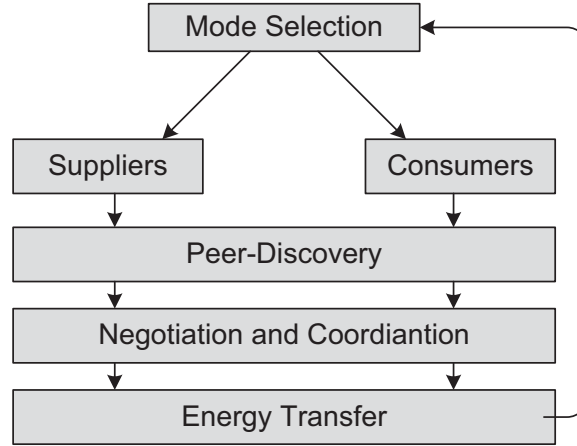 Mode Selection
Suppliers
Consumers
Peer-Discovery
Negotiation and Coordiantion
Energy Transfer